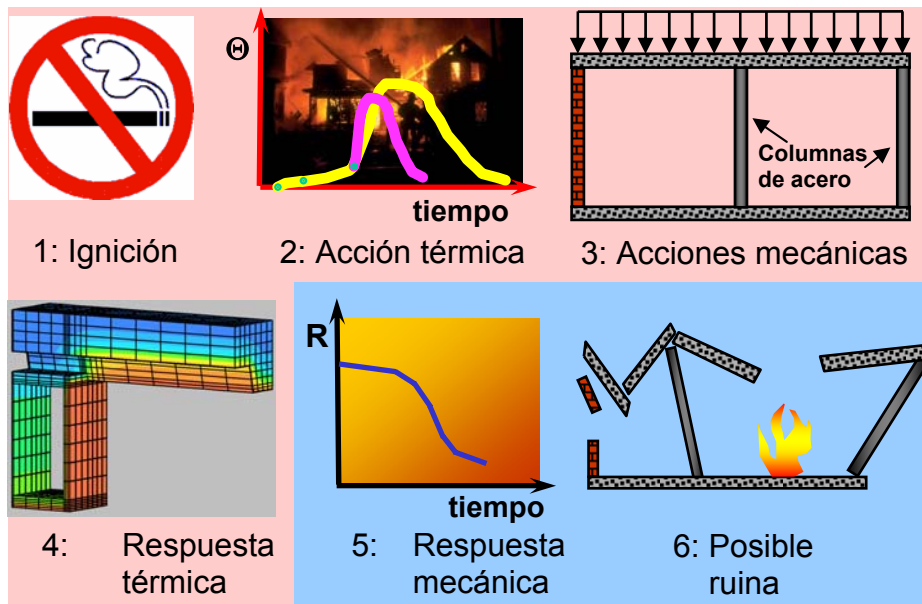 Θ
tiempo
Columnas
de acero
1: Ignición
2: Acción térmica
3: Acciones mecánicas
4: Respuesta
térmica
R
tiempo
5: Respuesta
mecánica
6: Posible
ruina